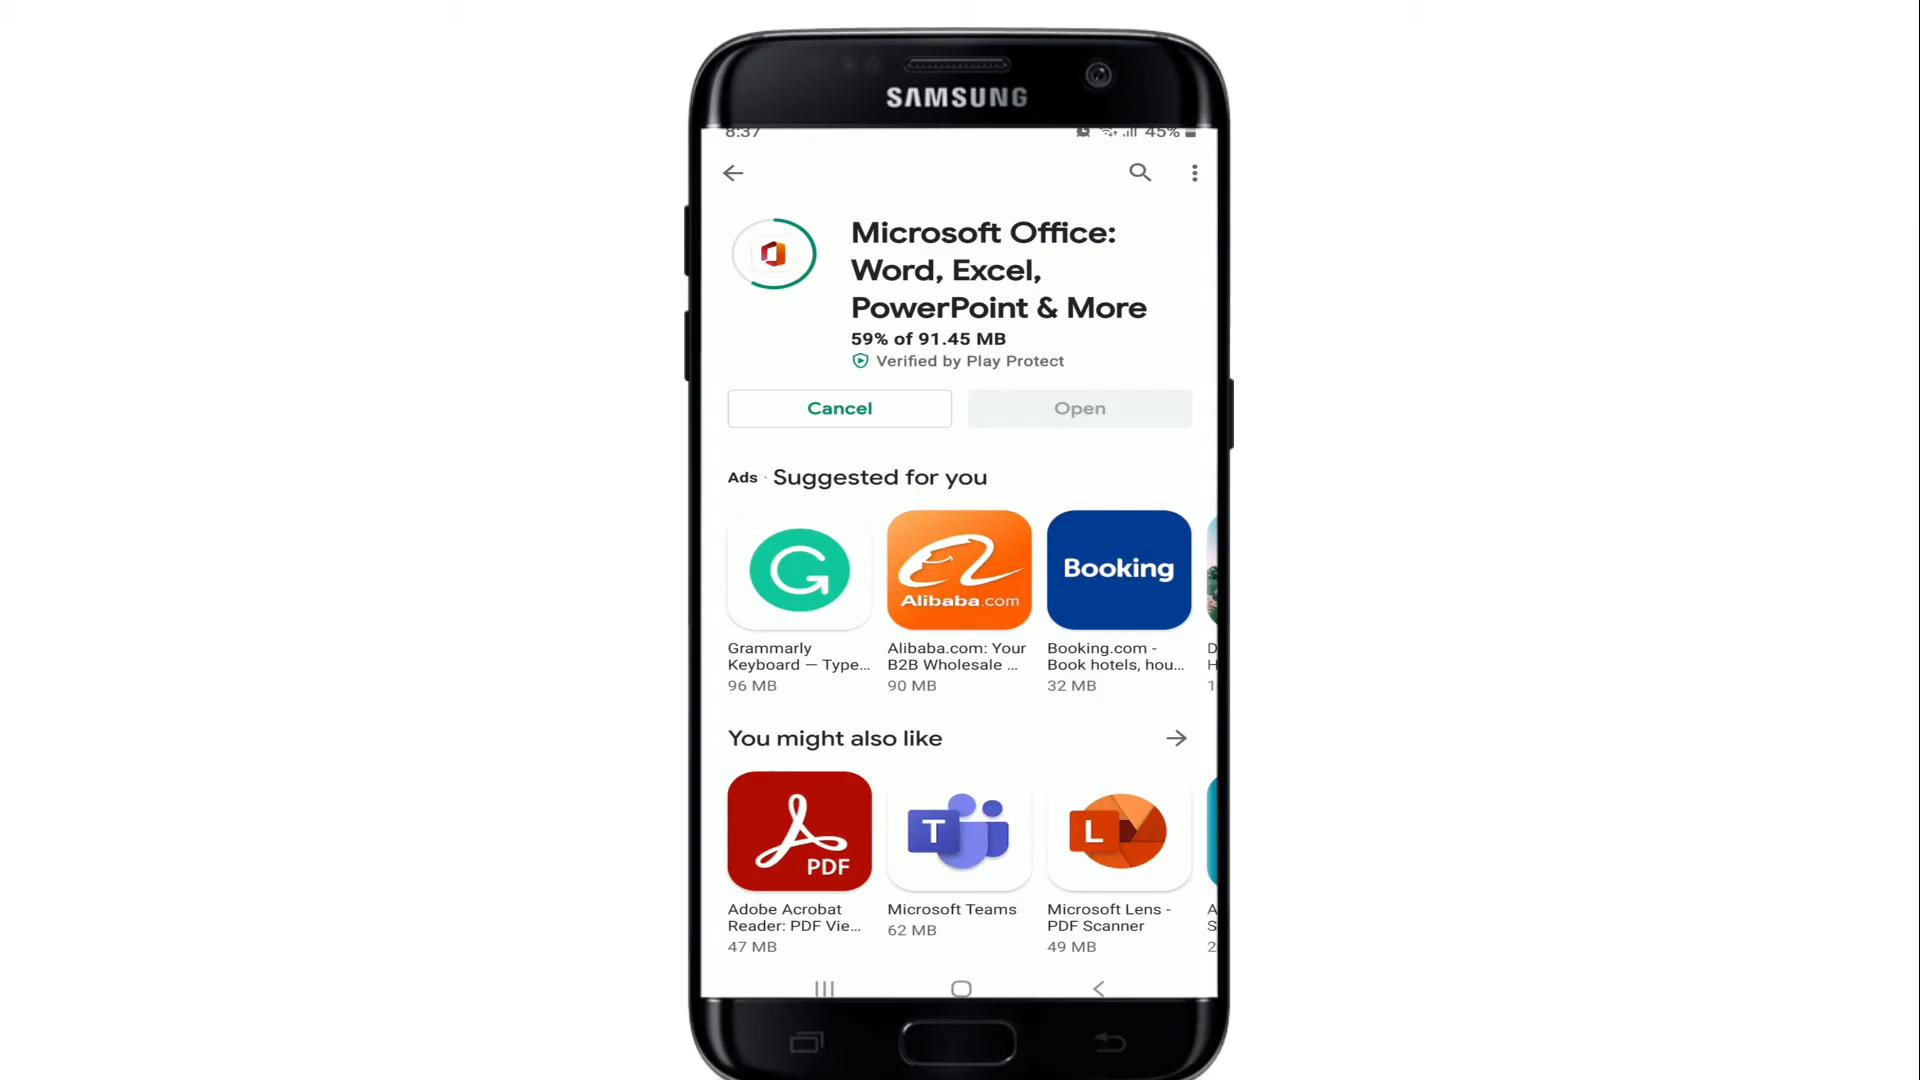 SAMSUNG
8:37 45%
Microsoft Office:
Word, Excel,
PowerPoint & More
59% of 91.45 MB
Verified by Play Protect
Cancel Open
Ads · Suggested for you
G
Alibaba.com
Booking
Grammarly
Keyboard — Type...
96 MB
Alibaba.com: Your
B2B Wholesale ...
90 MB
Booking.com -
Book hotels, hou...
32 MB
D
H
1
You might also like
PDF
T
L
Adobe Acrobat
Reader: PDF Vie...
47 MB
Microsoft Teams
62 MB
Microsoft Lens -
PDF Scanner
49 MB
A
S
2